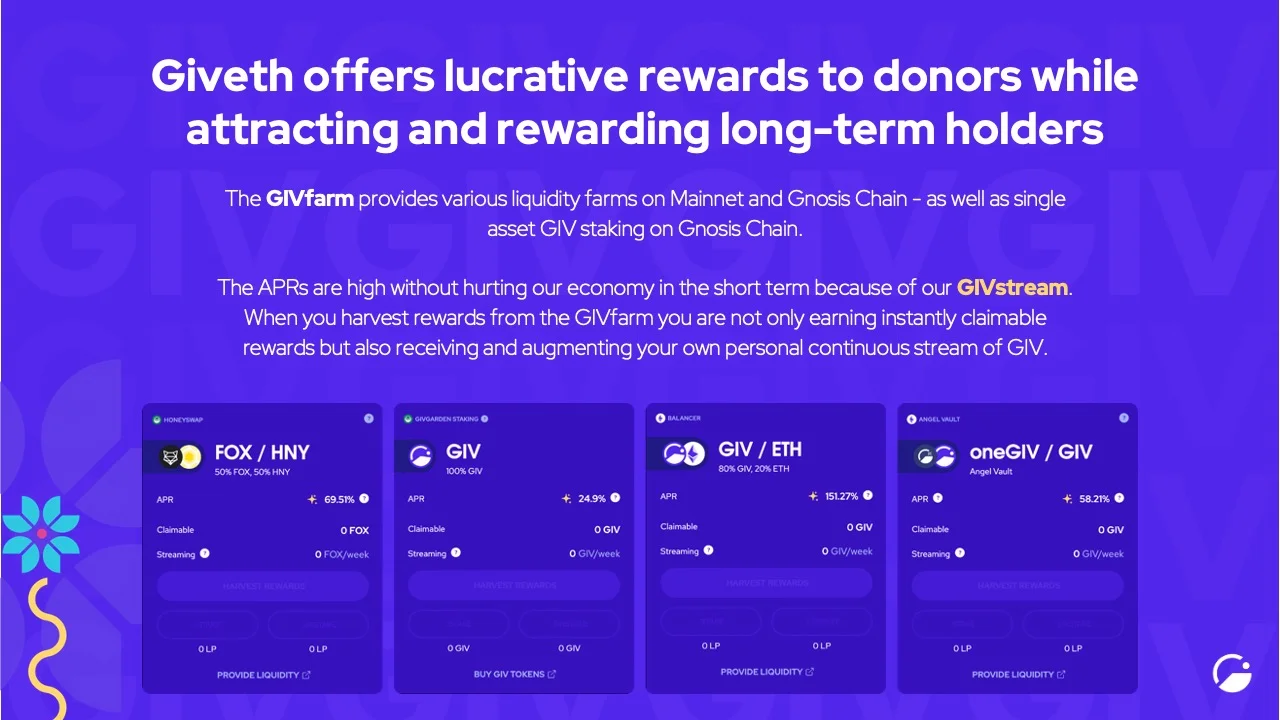 Giveth offers lucrative rewards to donors while
attracting and rewarding long-term holders
The GIVfarm provides various liquidity farms on Mainnet and Gnosis Chain - as well as single
asset GIV staking on Gnosis Chain.
The APRs are high without hurting our economy in the short term because of our GIVstream.
When you harvest rewards from the GIVfarm you are not only earning instantly claimable
rewards but also receiving and augmenting your own personal continuous stream of GIV.
HONEYSWAP ?
FOX / HNY
50% FOX, 50% HNY
APR 69.51% ?
Claimable 0 FOX
Streaming ? 0 FOX/week
HARVEST REWARDS
0 LP 0 LP
PROVIDE LIQUIDITY
GIVGARDEN STAKING ?
GIV
100% GIV
APR 24.9% ?
Claimable 0 GIV
Streaming ? 0 GIV/week
HARVEST REWARDS
0 GIV 0 GIV
BUY GIV TOKENS
BALANCER
GIV / ETH
80% GIV, 20% ETH
APR 151.27% ?
Claimable 0 GIV
Streaming ? 0 GIV/week
HARVEST REWARDS
0 LP 0 LP
PROVIDE LIQUIDITY
ANGEL VAULT ?
oneGIV / GIV
Angel Vault
APR ? 58.21% ?
Claimable 0 GIV
Streaming ? 0 GIV/week
HARVEST REWARDS
0 LP 0 LP
PROVIDE LIQUIDITY